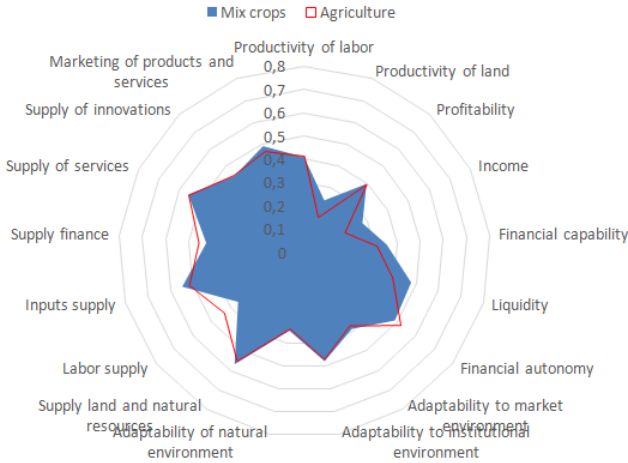 Mix crops
Agriculture
Productivity of labor
Productivity of land
Profitability
Income
Financial capability
Liquidity
Financial autonomy
Adaptability to market
environment
Adaptability to institutional
environment
Adaptability of natural
environment
Supply land and natural
resources
Labor supply
Inputs supply
Supply finance
Supply of services
Supply of innovations
Marketing of products and
services
0,8
0,7
0,6
0,5
0,4
0,3
0,2
0,1
0